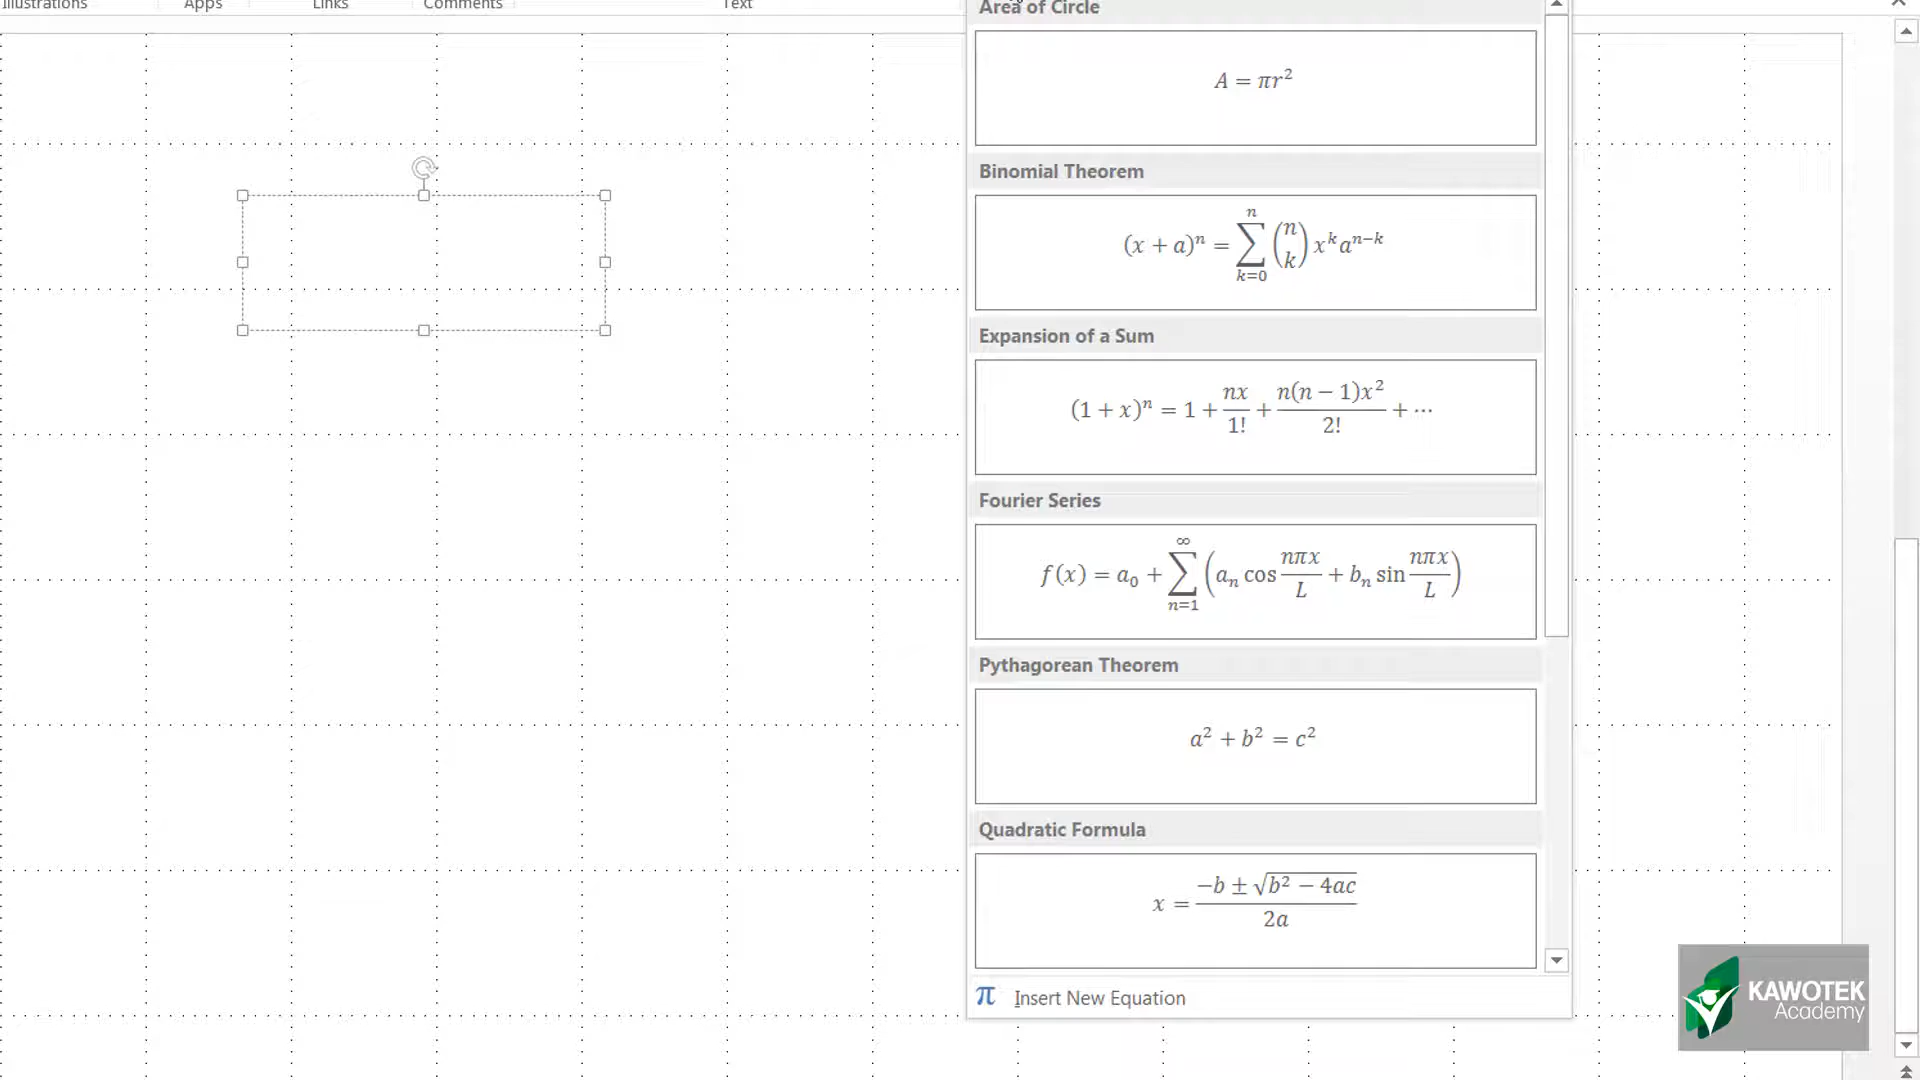 Illustrations Apps Links Comments Text
Area of Circle
A = πr²
Binomial Theorem
(x + a)ⁿ = ∑_{k=0}^{n} (n k) xᵏaⁿ⁻ᵏ
Expansion of a Sum
(1 + x)ⁿ = 1 + nx/1! + n(n − 1)x²/2! + ⋯
Fourier Series
f(x) = a₀ + ∑_{n=1}^{∞} (aₙ cos nπx/L + bₙ sin nπx/L)
Pythagorean Theorem
a² + b² = c²
Quadratic Formula
x = −b ± √(b² − 4ac) / 2a
π Insert New Equation
KAWOTEK
Academy